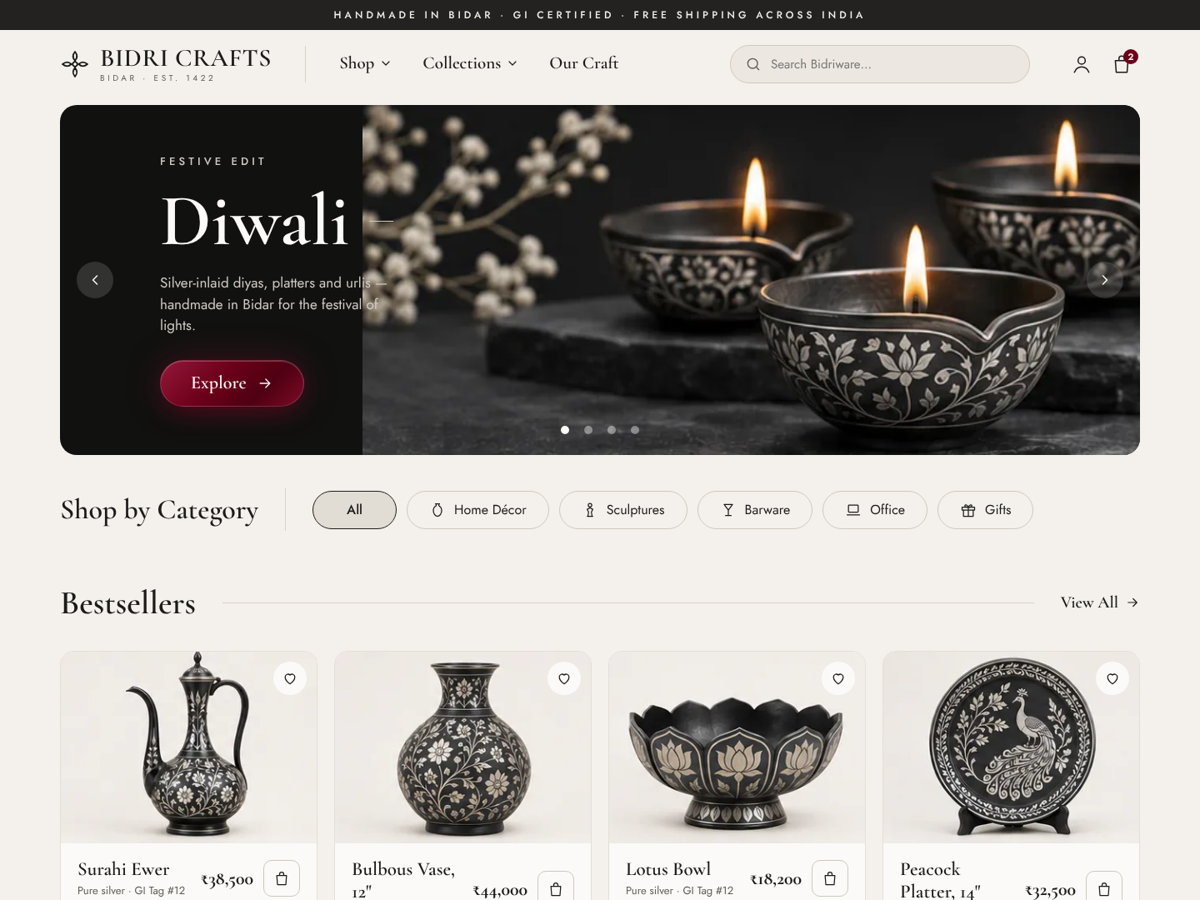 HANDMADE IN BIDAR · GI CERTIFIED · FREE SHIPPING ACROSS INDIA
BIDRI CRAFTS
BIDAR · EST. 1422
Shop
Collections
Our Craft
Search Bidriware...
2
FESTIVE EDIT
Diwali —
Silver-inlaid diyas, platters and urlis —
handmade in Bidar for the festival of
lights.
Explore →
Shop by Category
All
Home Décor
Sculptures
Barware
Office
Gifts
Bestsellers
View All →
Surahi Ewer
Pure silver · GI Tag #12
₹38,500
Bulbous Vase,
12"
₹44,000
Lotus Bowl
Pure silver · GI Tag #12
₹18,200
Peacock
Platter, 14"
₹32,500